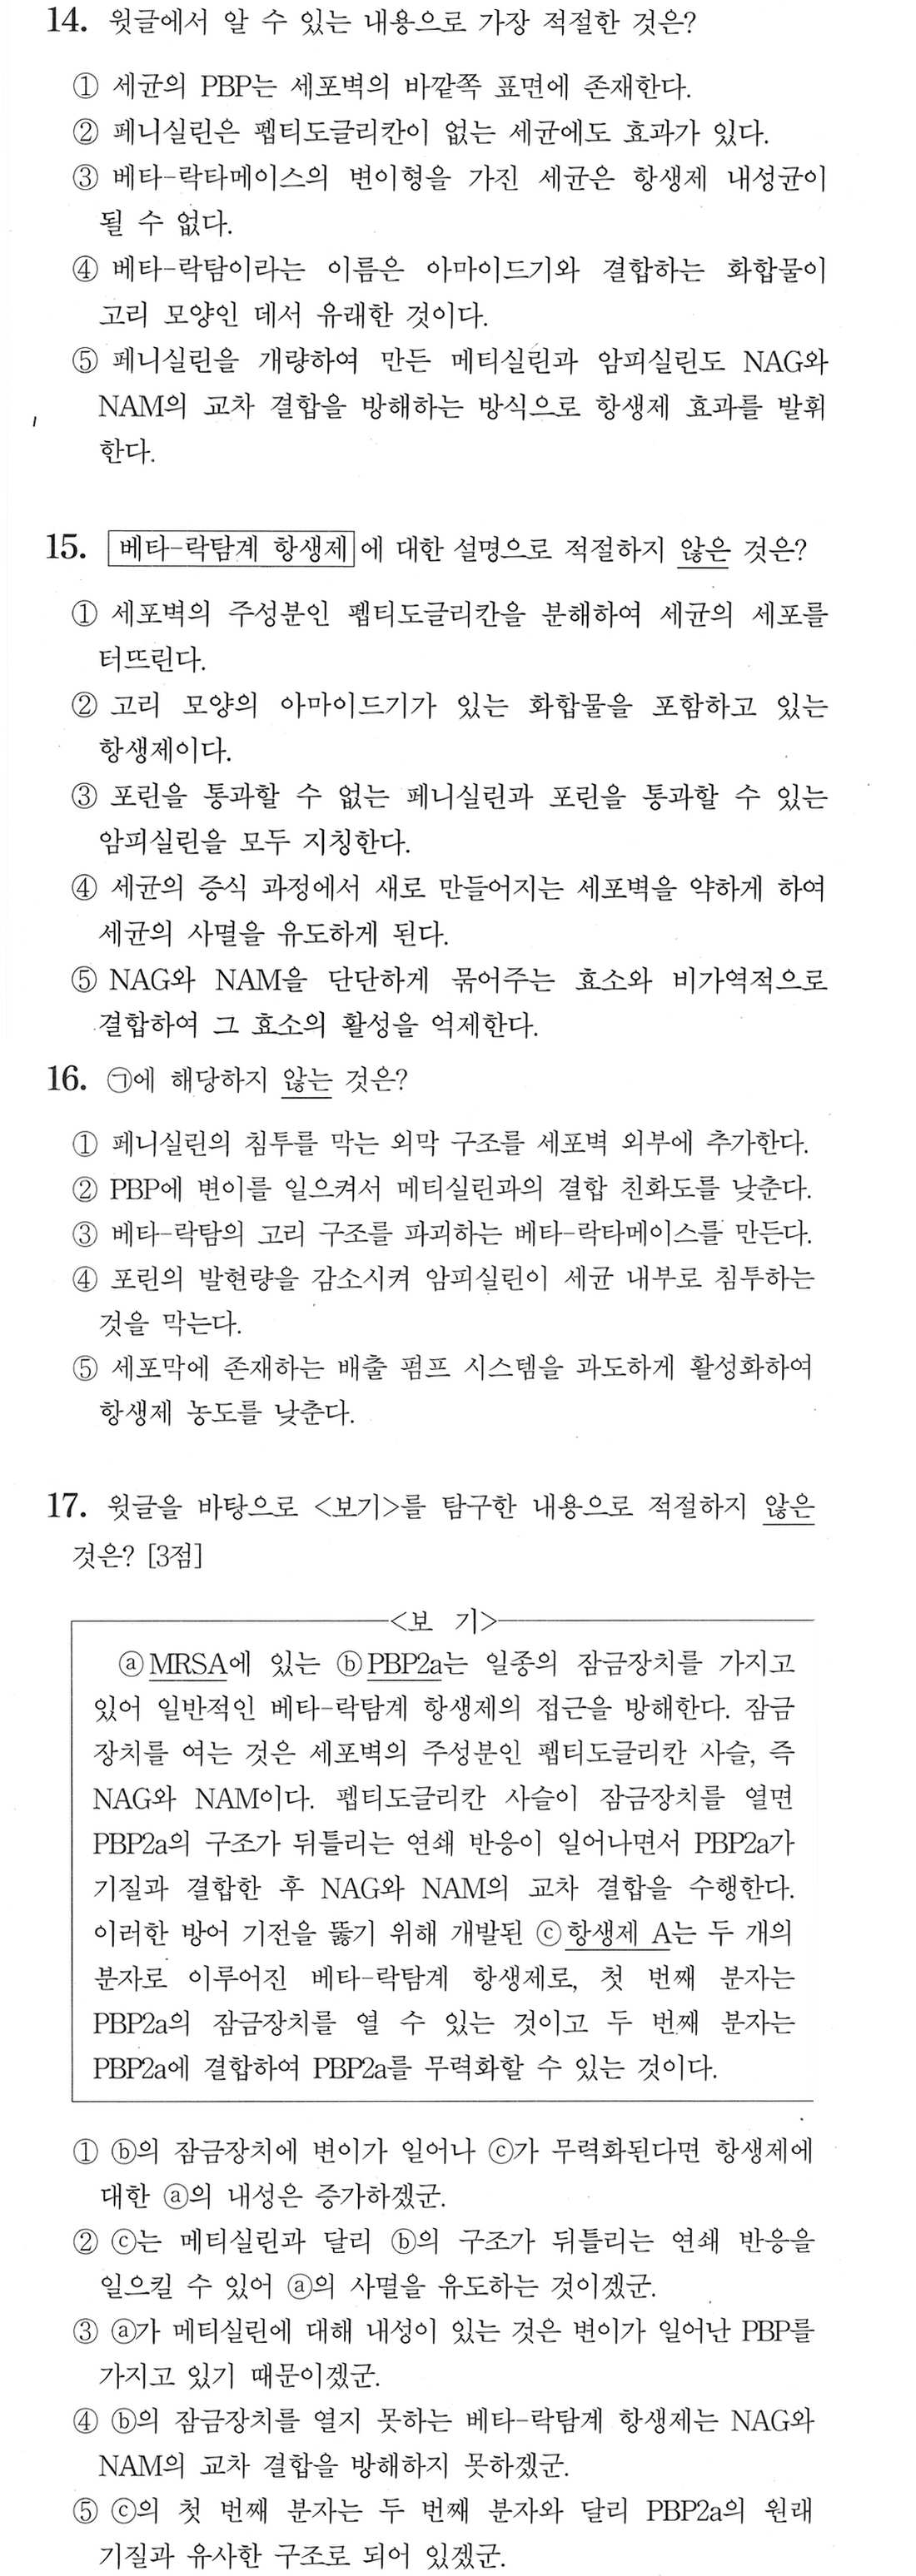 14. 윗글에서 알 수 있는 내용으로 가장 적절한 것은?
① 세균의 PBP는 세포벽의 바깥쪽 표면에 존재한다.
② 페니실린은 펩티도글리칸이 없는 세균에도 효과가 있다.
③ 베타-락타메이스의 변이형을 가진 세균은 항생제 내성균이
될 수 없다.
④ 베타-락탐이라는 이름은 아마이드기와 결합하는 화합물이
고리 모양인 데서 유래한 것이다.
⑤ 페니실린을 개량하여 만든 메티실린과 암피실린도 NAG와
NAM의 교차 결합을 방해하는 방식으로 항생제 효과를 발휘
한다.
15. 베타-락탐계 항생제에 대한 설명으로 적절하지 않은 것은?
① 세포벽의 주성분인 펩티도글리칸을 분해하여 세균의 세포를
터뜨린다.
② 고리 모양의 아마이드기가 있는 화합물을 포함하고 있는
항생제이다.
③ 포린을 통과할 수 없는 페니실린과 포린을 통과할 수 있는
암피실린을 모두 지칭한다.
④ 세균의 증식 과정에서 새로 만들어지는 세포벽을 약하게 하여
세균의 사멸을 유도하게 된다.
⑤ NAG와 NAM을 단단하게 묶어주는 효소와 비가역적으로
결합하여 그 효소의 활성을 억제한다.
16. ㉠에 해당하지 않는 것은?
① 페니실린의 침투를 막는 외막 구조를 세포벽 외부에 추가한다.
② PBP에 변이를 일으켜서 메티실린과의 결합 친화도를 낮춘다.
③ 베타-락탐의 고리 구조를 파괴하는 베타-락타메이스를 만든다.
④ 포린의 발현량을 감소시켜 암피실린이 세균 내부로 침투하는
것을 막는다.
⑤ 세포막에 존재하는 배출 펌프 시스템을 과도하게 활성화하여
항생제 농도를 낮춘다.
17. 윗글을 바탕으로 <보기>를 탐구한 내용으로 적절하지 않은
것은? [3점]
<보 기>
ⓐMRSA에 있는 ⓑPBP2a는 일종의 잠금장치를 가지고
있어 일반적인 베타-락탐계 항생제의 접근을 방해한다. 잠금
장치를 여는 것은 세포벽의 주성분인 펩티도글리칸 사슬, 즉
NAG와 NAM이다. 펩티도글리칸 사슬이 잠금장치를 열면
PBP2a의 구조가 뒤틀리는 연쇄 반응이 일어나면서 PBP2a가
기질과 결합한 후 NAG와 NAM의 교차 결합을 수행한다.
이러한 방어 기전을 뚫기 위해 개발된 ⓒ항생제 A는 두 개의
분자로 이루어진 베타-락탐계 항생제로, 첫 번째 분자는
PBP2a의 잠금장치를 열 수 있는 것이고 두 번째 분자는
PBP2a에 결합하여 PBP2a를 무력화할 수 있는 것이다.
① ⓑ의 잠금장치에 변이가 일어나 ⓒ가 무력화된다면 항생제에
대한 ⓐ의 내성은 증가하겠군.
② ⓒ는 메티실린과 달리 ⓑ의 구조가 뒤틀리는 연쇄 반응을
일으킬 수 있어 ⓐ의 사멸을 유도하는 것이겠군.
③ ⓐ가 메티실린에 대해 내성이 있는 것은 변이가 일어난 PBP를
가지고 있기 때문이겠군.
④ ⓑ의 잠금장치를 열지 못하는 베타-락탐계 항생제는 NAG와
NAM의 교차 결합을 방해하지 못하겠군.
⑤ ⓒ의 첫 번째 분자는 두 번째 분자와 달리 PBP2a의 원래
기질과 유사한 구조로 되어 있겠군.